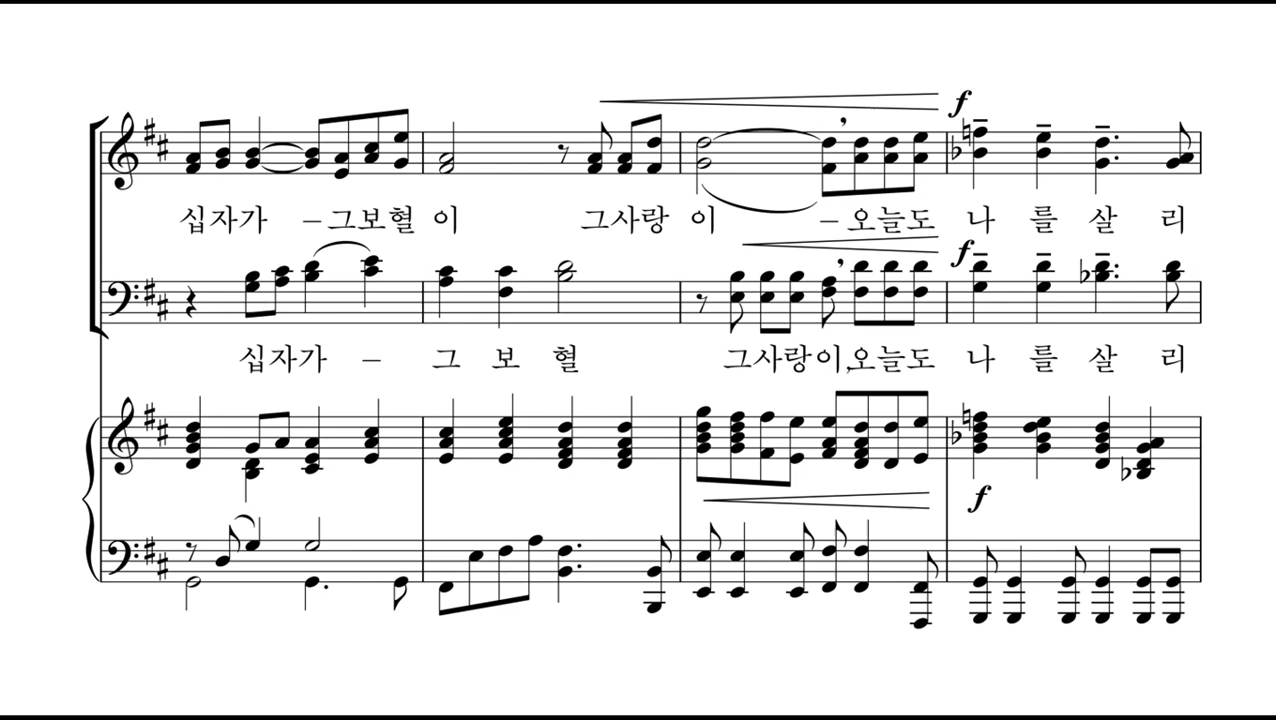 f
십자가 – 그보혈 이 그사랑 이 – 오늘도 나 를 살 리
f
십자가 – 그 보 혈 그사랑이,오늘도 나 를 살 리
f